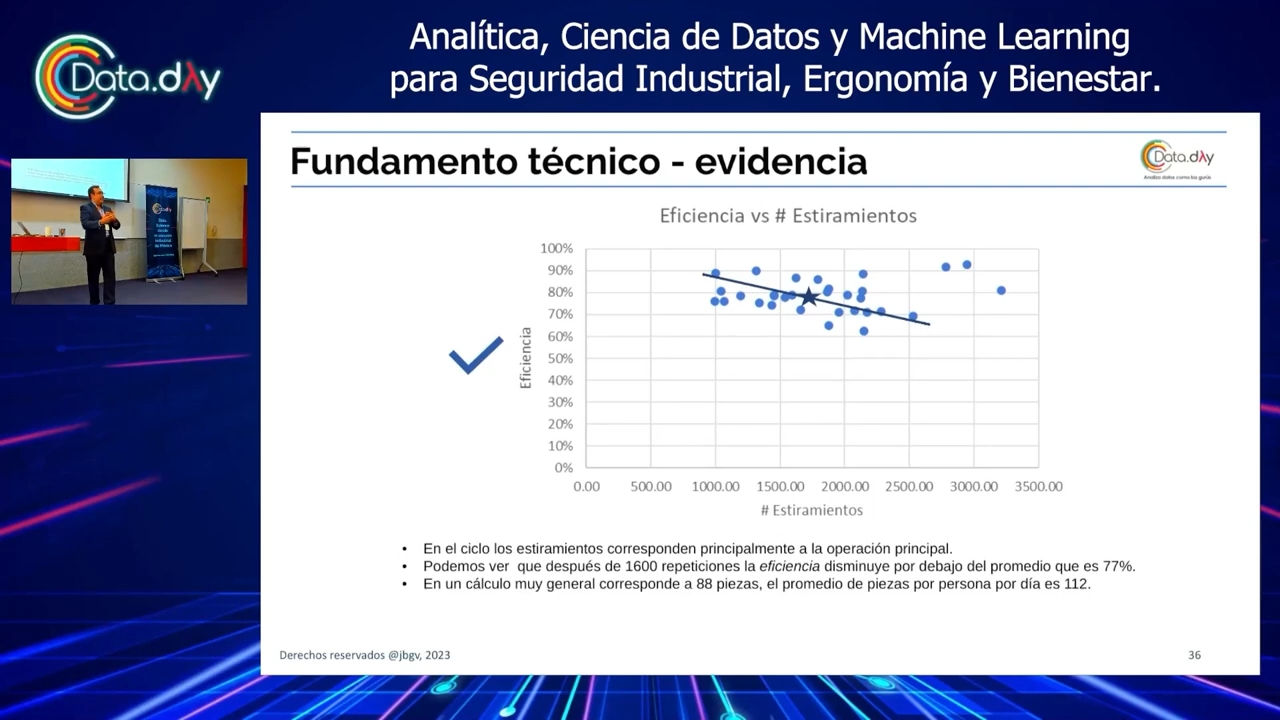 Analítica, Ciencia de Datos y Machine Learning
para Seguridad Industrial, Ergonomía y Bienestar.
Data.dλy
Fundamento técnico - evidencia
Data.dλy
Analiza datos como los gurús
Eficiencia vs # Estiramientos
100%
90%
80%
70%
60%
50%
40%
30%
20%
10%
0%
Eficiencia
0.00 500.00 1000.00 1500.00 2000.00 2500.00 3000.00 3500.00
# Estiramientos
• En el ciclo los estiramientos corresponden principalmente a la operación principal.
• Podemos ver que después de 1600 repeticiones la eficiencia disminuye por debajo del promedio que es 77%.
• En un cálculo muy general corresponde a 88 piezas, el promedio de piezas por persona por día es 112.
Derechos reservados @jbgv, 2023
36